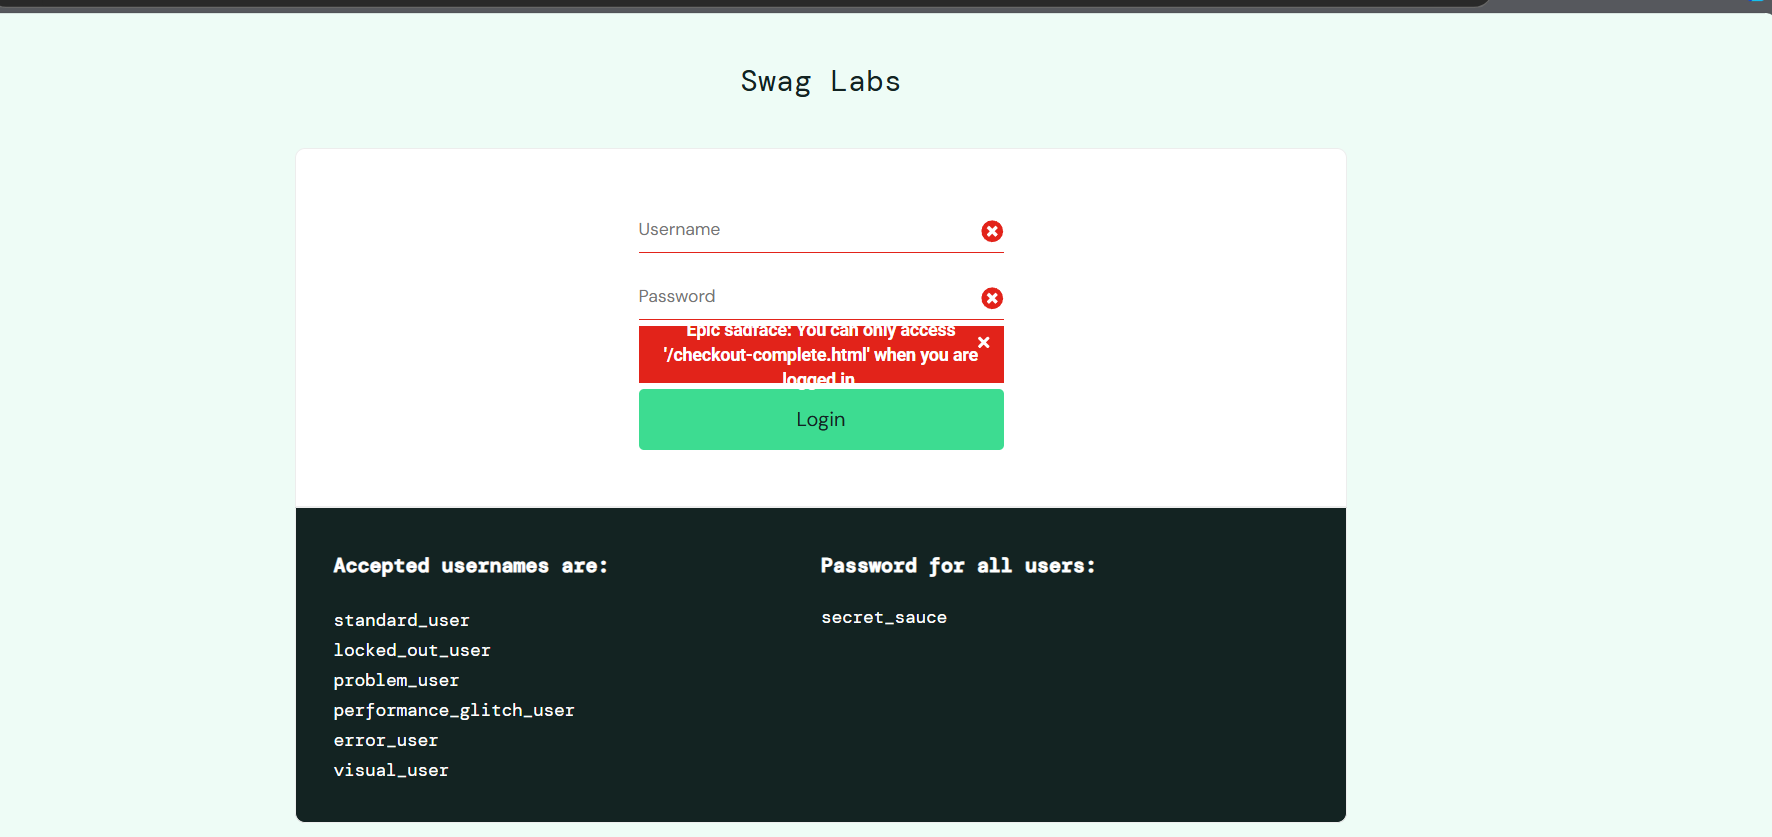 Swag Labs
Username
Password
Epic sadface: You can only access
'/checkout-complete.html' when you are
logged in
Login
Accepted usernames are:
standard_user
locked_out_user
problem_user
performance_glitch_user
error_user
visual_user
Password for all users:
secret_sauce